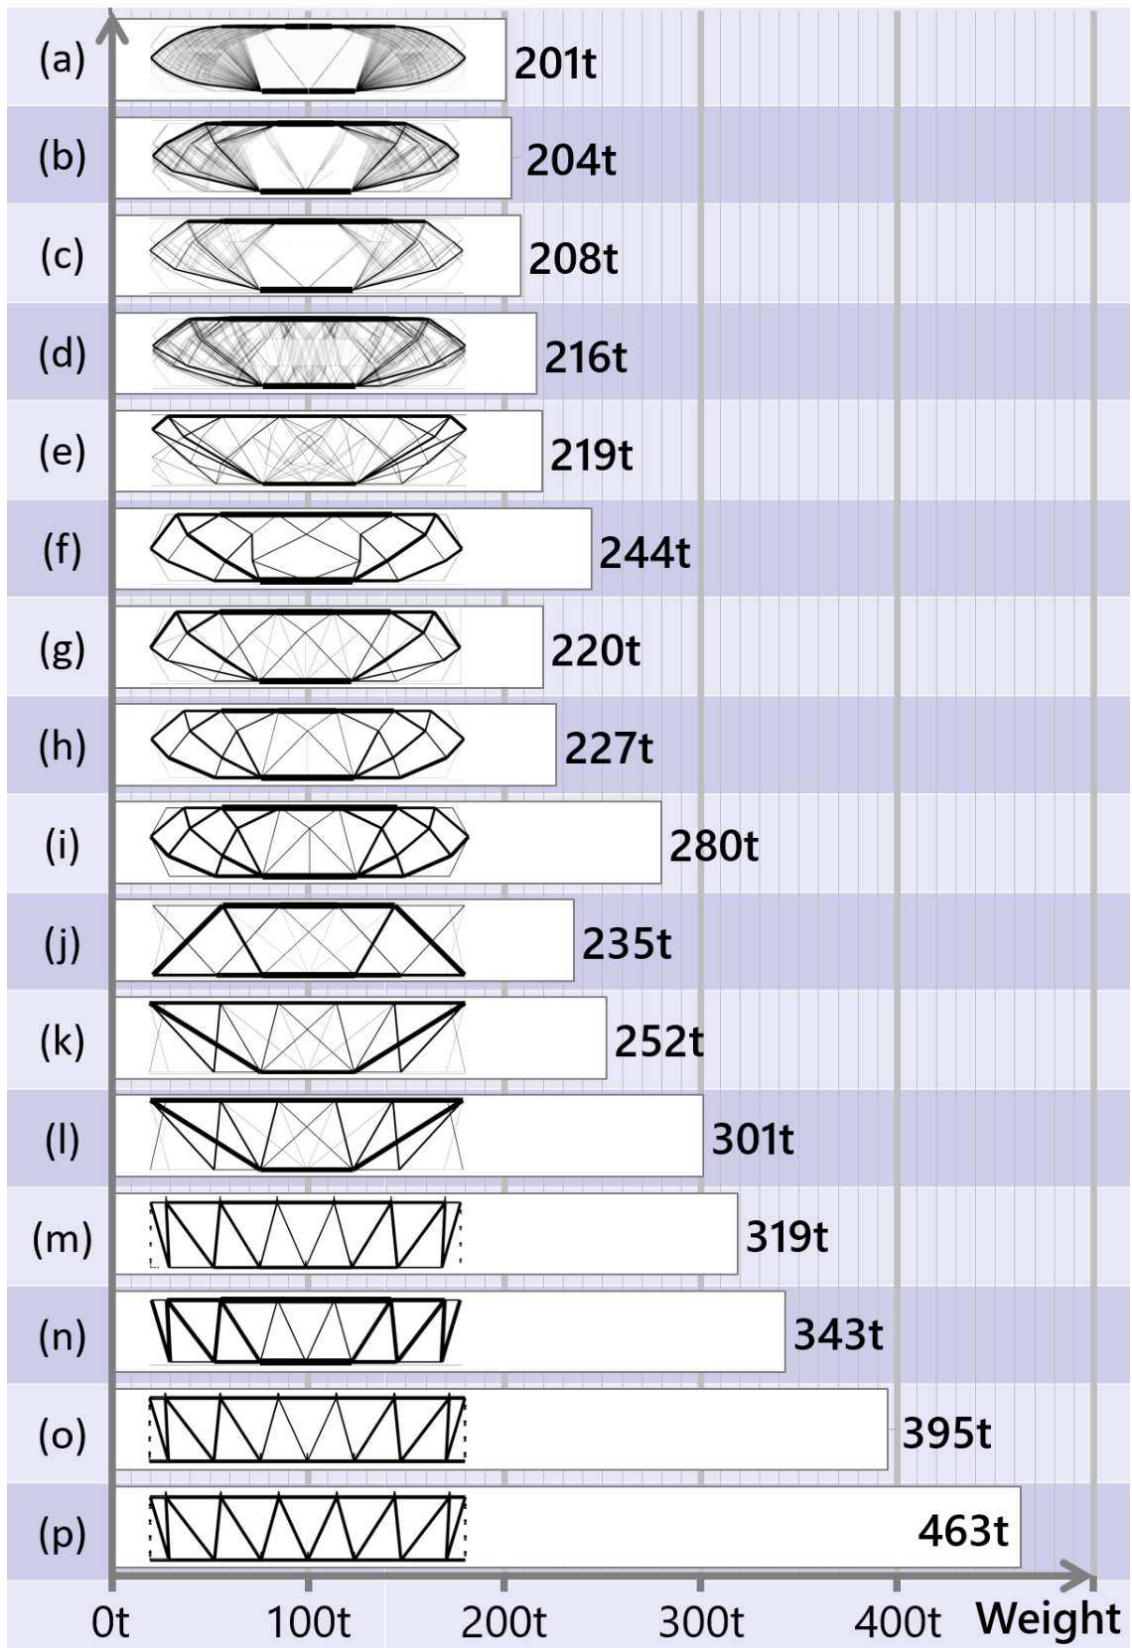 (a) 201t
(b) 204t
(c) 208t
(d) 216t
(e) 219t
(f) 244t
(g) 220t
(h) 227t
(i) 280t
(j) 235t
(k) 252t
(l) 301t
(m) 319t
(n) 343t
(o) 395t
(p) 463t
0t 100t 200t 300t 400t Weight